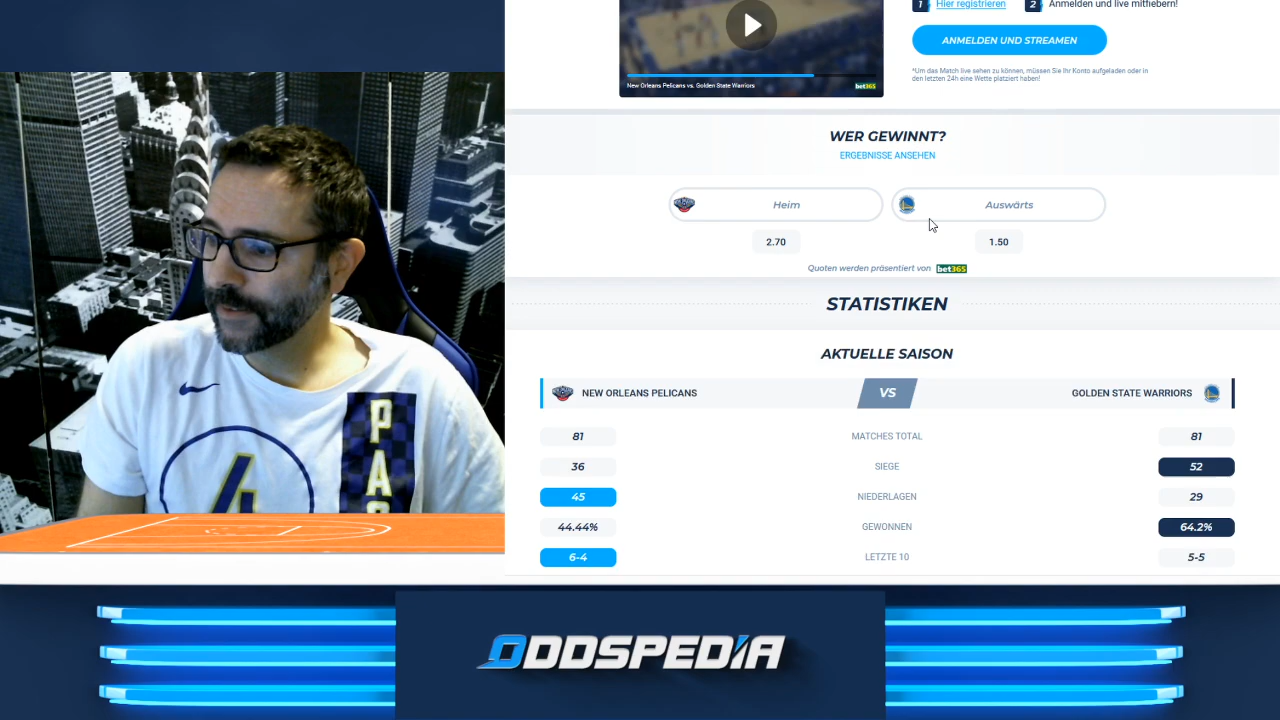 1 Hier registrieren 2 Anmelden und live mitfiebern!
ANMELDEN UND STREAMEN
*Um das Match live sehen zu können, müssen Sie Ihr Konto aufgeladen oder in
den letzten 24h eine Wette platziert haben!
New Orleans Pelicans vs. Golden State Warriors bet365
WER GEWINNT?
ERGEBNISSE ANSEHEN
Heim Auswärts
2.70 1.50
Quoten werden präsentiert von bet365
STATISTIKEN
AKTUELLE SAISON
NEW ORLEANS PELICANS VS GOLDEN STATE WARRIORS
81 MATCHES TOTAL 81
36 SIEGE 52
45 NIEDERLAGEN 29
44.44% GEWONNEN 64.2%
6-4 LETZTE 10 5-5
4
ODDSPEDIA